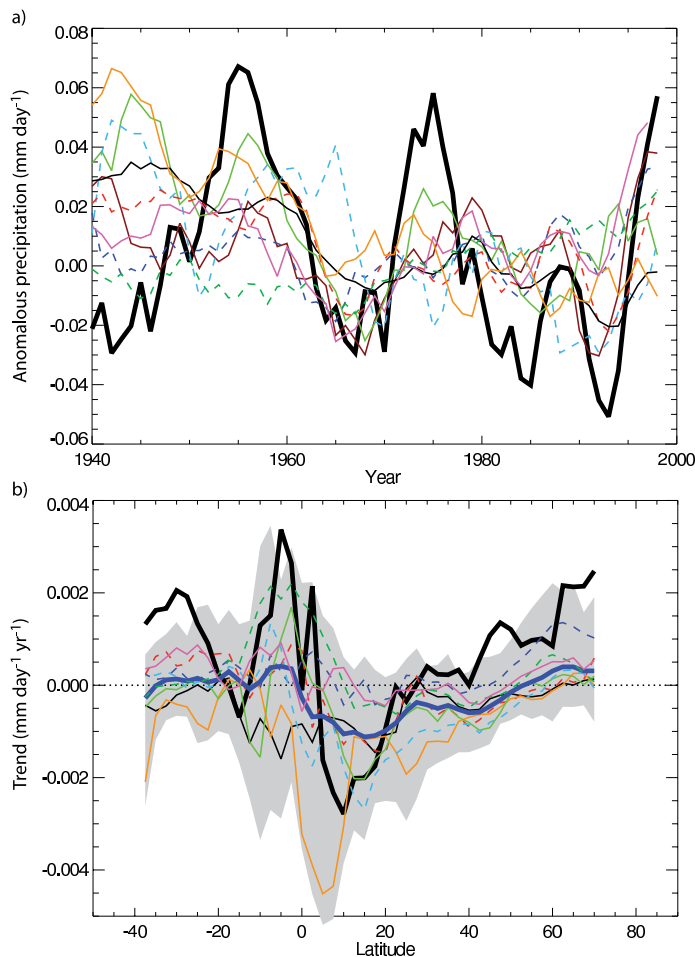 a)
0.08
0.06
0.04
0.02
0.00
-0.02
-0.04
-0.06
Anomalous precipitation (mm day⁻¹)
1940 1960 1980 2000
Year
b)
0.004
0.002
0.000
-0.002
-0.004
Trend (mm day⁻¹ yr⁻¹)
-40 -20 0 20 40 60 80
Latitude